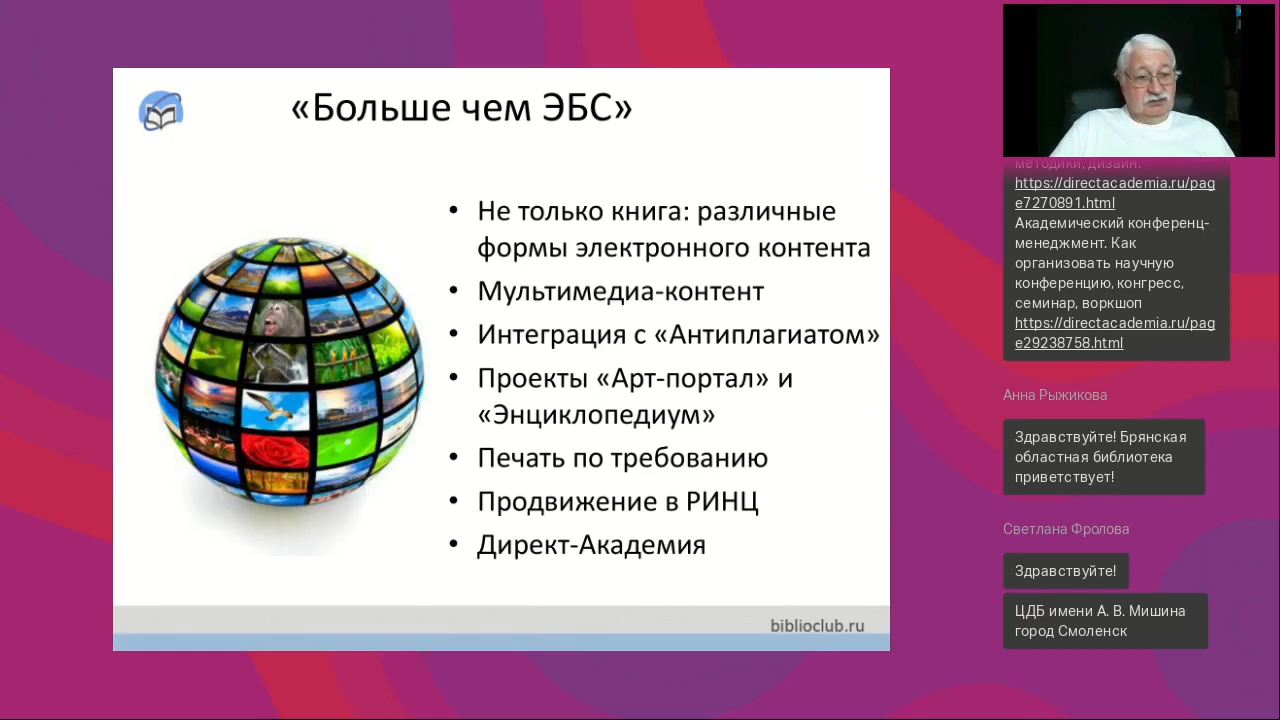 «Больше чем ЭБС»
• Не только книга: различные
формы электронного контента
• Мультимедиа-контент
• Интеграция с «Антиплагиатом»
• Проекты «Арт-портал» и
«Энциклопедиум»
• Печать по требованию
• Продвижение в РИНЦ
• Директ-Академия
biblioclub.ru
методики, дизайн.
https://directacademia.ru/pag
e7270891.html
Академический конференц-
менеджмент. Как
организовать научную
конференцию, конгресс,
семинар, воркшоп
https://directacademia.ru/pag
e29238758.html
Анна Рыжикова
Здравствуйте! Брянская
областная библиотека
приветствует!
Светлана Фролова
Здравствуйте!
ЦДБ имени А. В. Мишина
город Смоленск